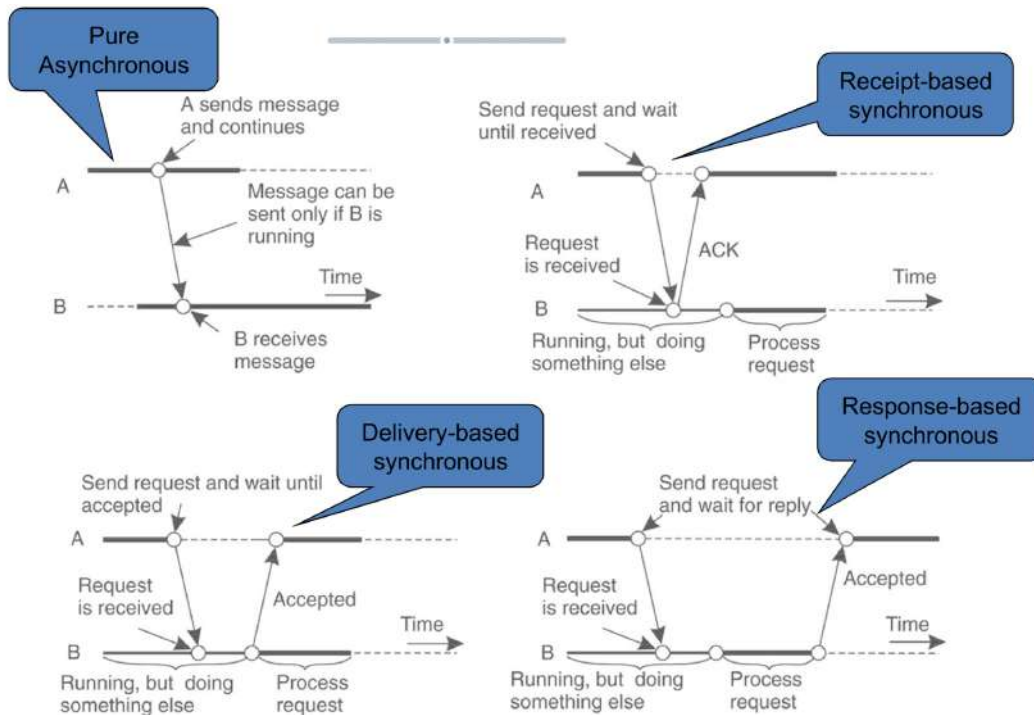 Pure
Asynchronous
A sends message
and continues
A
Message can be
sent only if B is
running
Time
B
B receives
message
Receipt-based
synchronous
Send request and wait
until received
A
Request
is received
ACK
Time
B
Running, but doing
something else
Process
request
Delivery-based
synchronous
Send request and wait until
accepted
A
Request
is received
Accepted
Time
B
Running, but doing
something else
Process
request
Response-based
synchronous
Send request
and wait for reply
A
Request
is received
Accepted
Time
B
Running, but doing
something else
Process
request